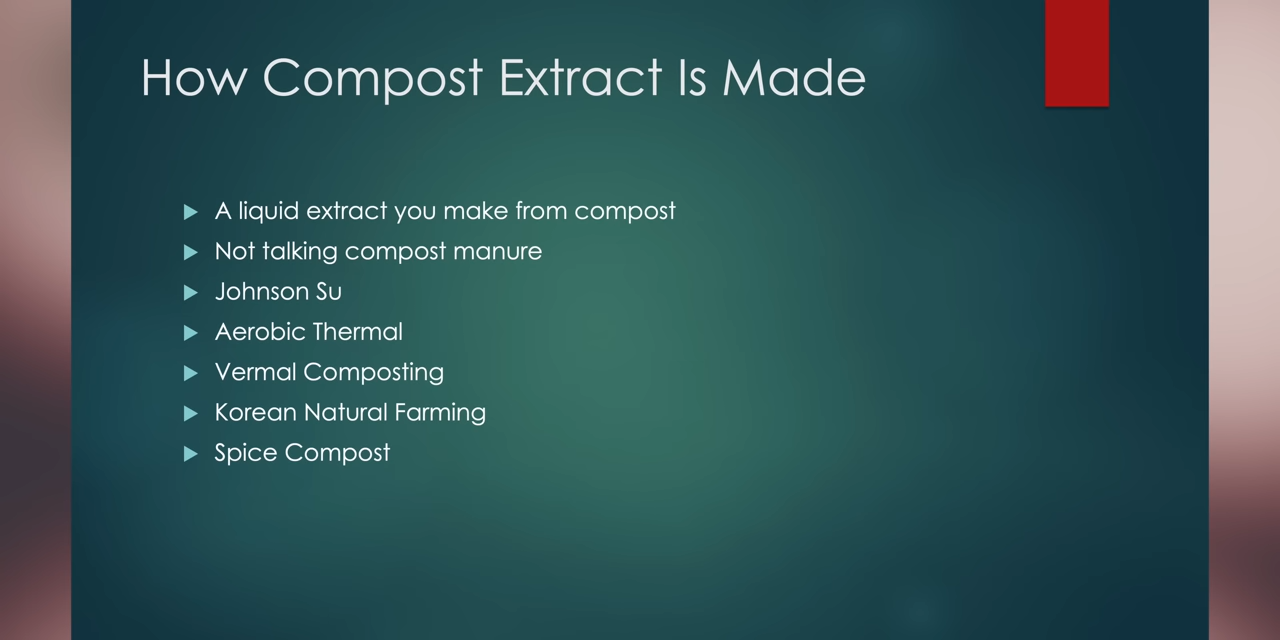 How Compost Extract Is Made
A liquid extract you make from compost
Not talking compost manure
Johnson Su
Aerobic Thermal
Vermal Composting
Korean Natural Farming
Spice Compost